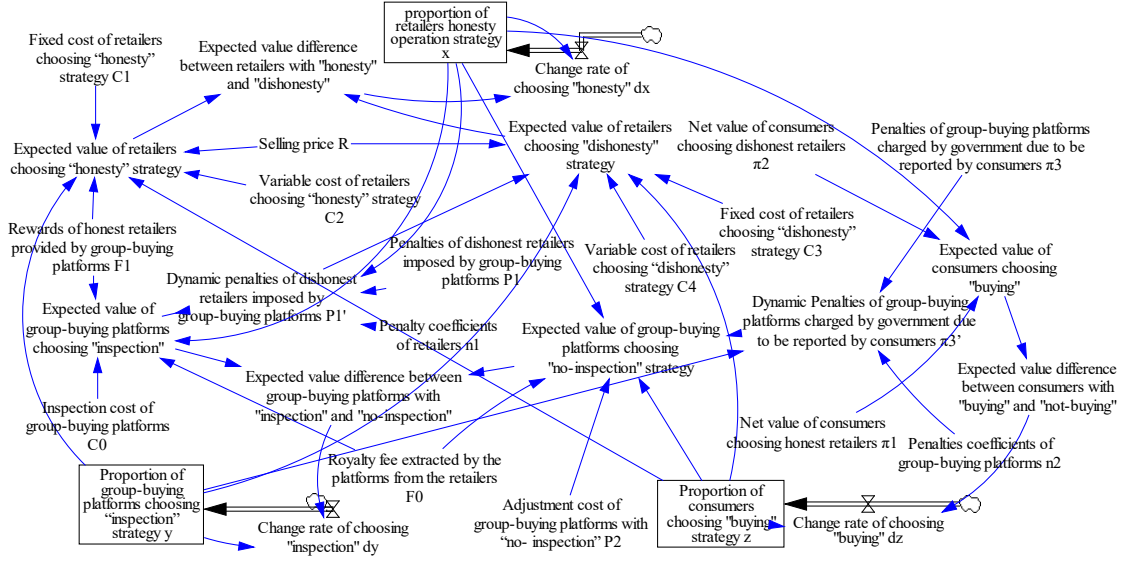 proportion of
retailers honesty
operation strategy
x
Fixed cost of retailers
choosing “honesty”
strategy C1
Expected value difference
between retailers with "honesty"
and "dishonesty"
Change rate of
choosing "honesty" dx
Expected value of retailers
choosing “honesty” strategy
Selling price R
Expected value of retailers
choosing "dishonesty"
strategy
Net value of consumers
choosing dishonest retailers
π2
Penalties of group-buying platforms
charged by government due to
be reported by consumers π3
Variable cost of retailers
choosing “honesty” strategy
C2
Fixed cost of retailers
choosing “dishonesty”
strategy C3
Rewards of honest retailers
provided by group-buying
platforms F1
Penalties of dishonest retailers
imposed by group-buying
platforms P1
Variable cost of retailers
choosing “dishonesty”
strategy C4
Expected value of
consumers choosing
"buying"
Dynamic penalties of dishonest
retailers imposed by
group-buying platforms P1'
Expected value of
group-buying platforms
choosing "inspection"
Penalty coefficients
of retailers n1
Expected value of group-buying
platforms choosing
"no-inspection" strategy
Dynamic Penalties of group-buying
platforms charged by government due
to be reported by consumers π3’
Expected value difference between
group-buying platforms with
"inspection" and "no-inspection"
Expected value difference
between consumers with
"buying" and "not-buying"
Inspection cost of
group-buying platforms
C0
Net value of consumers
choosing honest retailers π1
Penalties coefficients of
group-buying platforms n2
Royalty fee extracted by the
platforms from the retailers
F0
Proportion of
group-buying
platforms choosing
“inspection”
strategy y
Change rate of choosing
"inspection" dy
Adjustment cost of
group-buying platforms with
“no- inspection” P2
Proportion of
consumers
choosing "buying"
strategy z
Change rate of choosing
"buying" dz